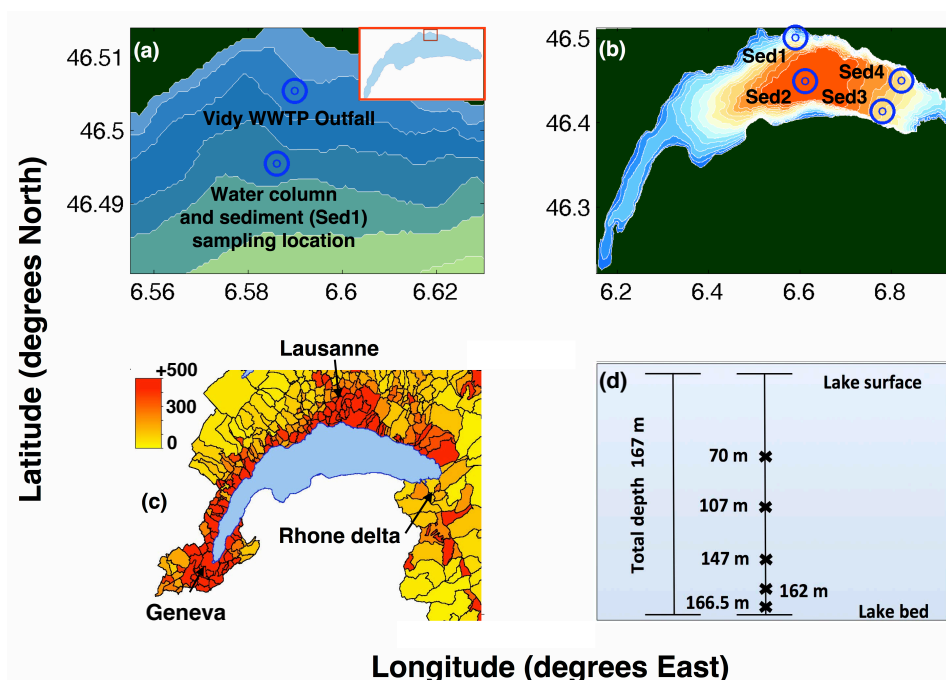 Latitude (degrees North)
(a)
46.51
46.5
46.49
Vidy WWTP Outfall
Water column
and sediment (Sed1)
sampling location
6.56
6.58
6.6
6.62
(b)
46.5
46.4
46.3
Sed1
Sed2
Sed3
Sed4
6.2
6.4
6.6
6.8
+500
300
0
(c)
Lausanne
Rhone delta
Geneva
(d)
Lake surface
Total depth 167 m
70 m
107 m
147 m
162 m
166.5 m
Lake bed
Longitude (degrees East)